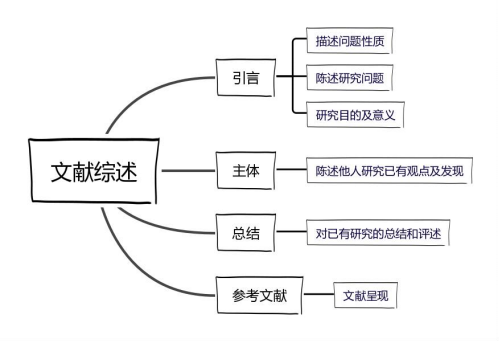 文献综述
引言
描述问题性质
陈述研究问题
研究目的及意义
主体
陈述他人研究已有观点及发现
总结
对已有研究的总结和评述
参考文献
文献呈现